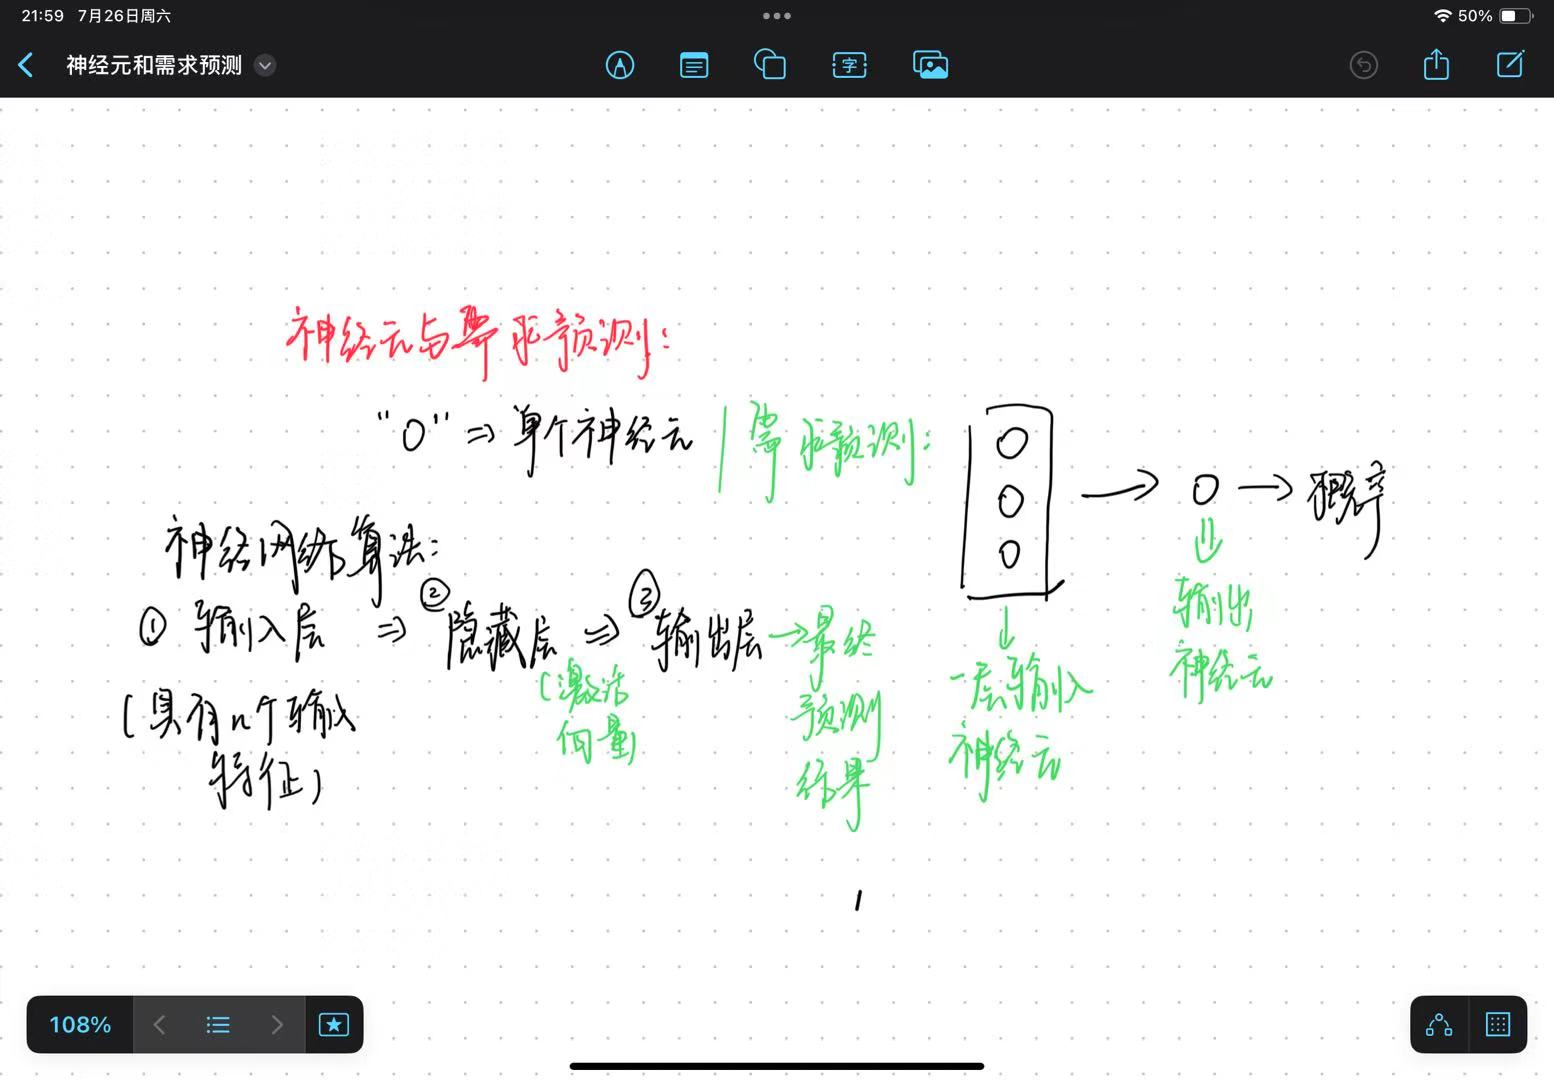 21:59 7月26日周六
50%
神经元和需求预测
字
神经元与需求预测:
"O" ⇒ 单个神经元 | 需求预测:
O
O
O
→ O → 概率
神经网络算法:
① 输入层 ⇒ ② 隐藏层 ⇒ ③ 输出层 → 最终
预测
结果
(具有n个输入
特征)
(激活
向量)
↓
一层输入
神经元
⇓
输出
神经元
108%